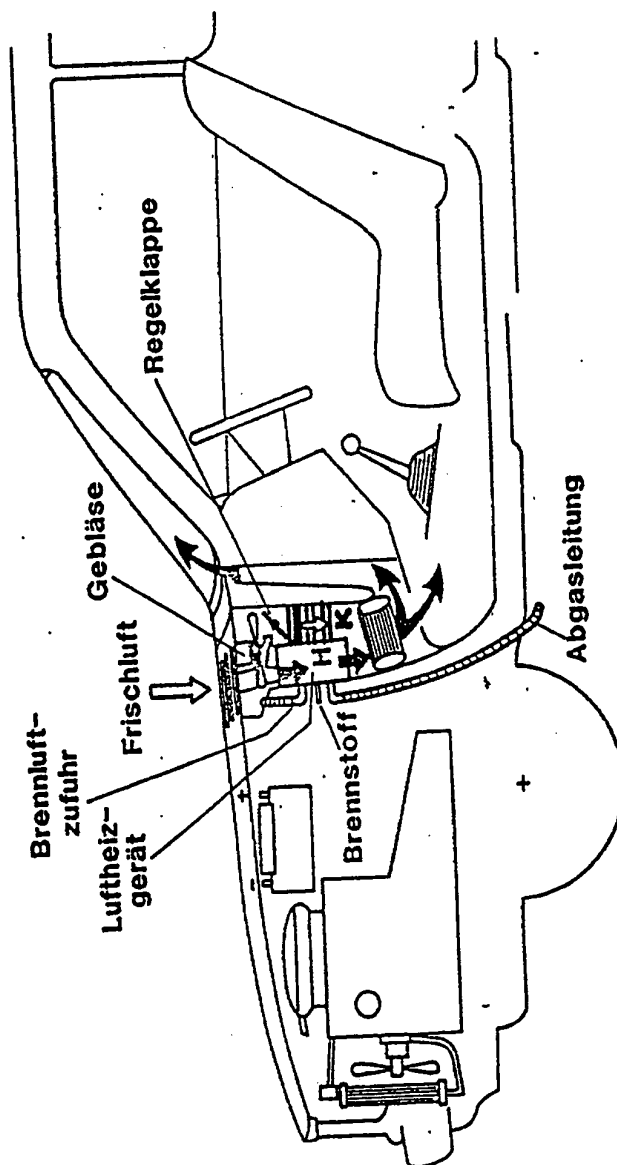 Brennluft-
zufuhr
Luftheiz-
gerät
Frischluft
Gebläse
Regelklappe
H
K
Brennstoff
Abgasleitung